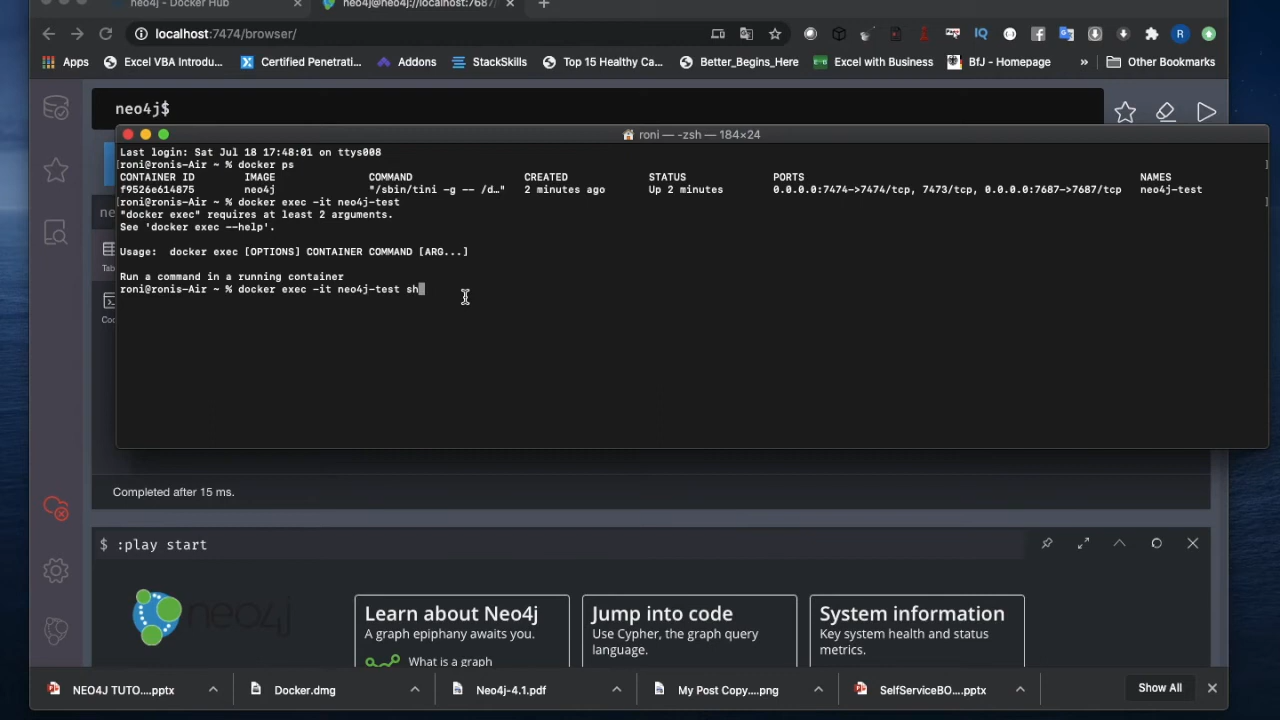 neo4j - Docker Hub
neo4j@neo4j://localhost:7687/
localhost:7474/browser/
Apps
Excel VBA Introdu...
Certified Penetrati...
Addons
StackSkills
Top 15 Healthy Ca...
Better_Begins_Here
Excel with Business
BfJ - Homepage
»
Other Bookmarks
neo4j$
roni — -zsh — 184×24
Last login: Sat Jul 18 17:48:01 on ttys008
[roni@ronis-Air ~ % docker ps ]
CONTAINER ID IMAGE COMMAND CREATED STATUS PORTS NAMES
f9526e614875 neo4j "/sbin/tini -g -- /d…" 2 minutes ago Up 2 minutes 0.0.0.0:7474->7474/tcp, 7473/tcp, 0.0.0.0:7687->7687/tcp neo4j-test
[roni@ronis-Air ~ % docker exec -it neo4j-test ]
"docker exec" requires at least 2 arguments.
See 'docker exec --help'.
Usage: docker exec [OPTIONS] CONTAINER COMMAND [ARG...]
Run a command in a running container
roni@ronis-Air ~ % docker exec -it neo4j-test sh
Completed after 15 ms.
$ :play start
neo4j
Learn about Neo4j
A graph epiphany awaits you.
What is a graph
Jump into code
Use Cypher, the graph query
language.
System information
Key system health and status
metrics.
NEO4J TUTO....pptx
Docker.dmg
Neo4j-4.1.pdf
My Post Copy....png
SelfServiceBO....pptx
Show All